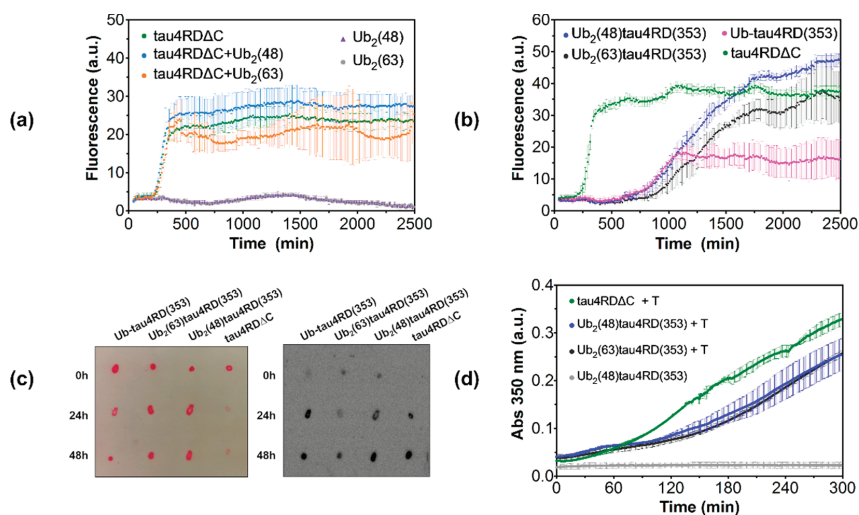 (a)
Fluorescence (a.u.)
50
40
30
20
10
0
tau4RDΔC
tau4RDΔC+Ub₂(48)
tau4RDΔC+Ub₂(63)
Ub₂(48)
Ub₂(63)
0 500 1000 1500 2000 2500
Time (min)
(b)
Fluorescence (a.u.)
60
50
40
30
20
10
0
Ub₂(48)tau4RD(353)
Ub₂(63)tau4RD(353)
Ub-tau4RD(353)
tau4RDΔC
0 500 1000 1500 2000 2500
Time (min)
(c)
Ub-tau4RD(353)
Ub₂(63)tau4RD(353)
Ub₂(48)tau4RD(353)
tau4RDΔC
0h
24h
48h
Ub-tau4RD(353)
Ub₂(63)tau4RD(353)
Ub₂(48)tau4RD(353)
tau4RDΔC
0h
24h
48h
(d)
Abs 350 nm (a.u.)
0.4
0.3
0.2
0.1
0.0
tau4RDΔC + T
Ub₂(48)tau4RD(353) + T
Ub₂(63)tau4RD(353) + T
Ub₂(48)tau4RD(353)
0 60 120 180 240 300
Time (min)